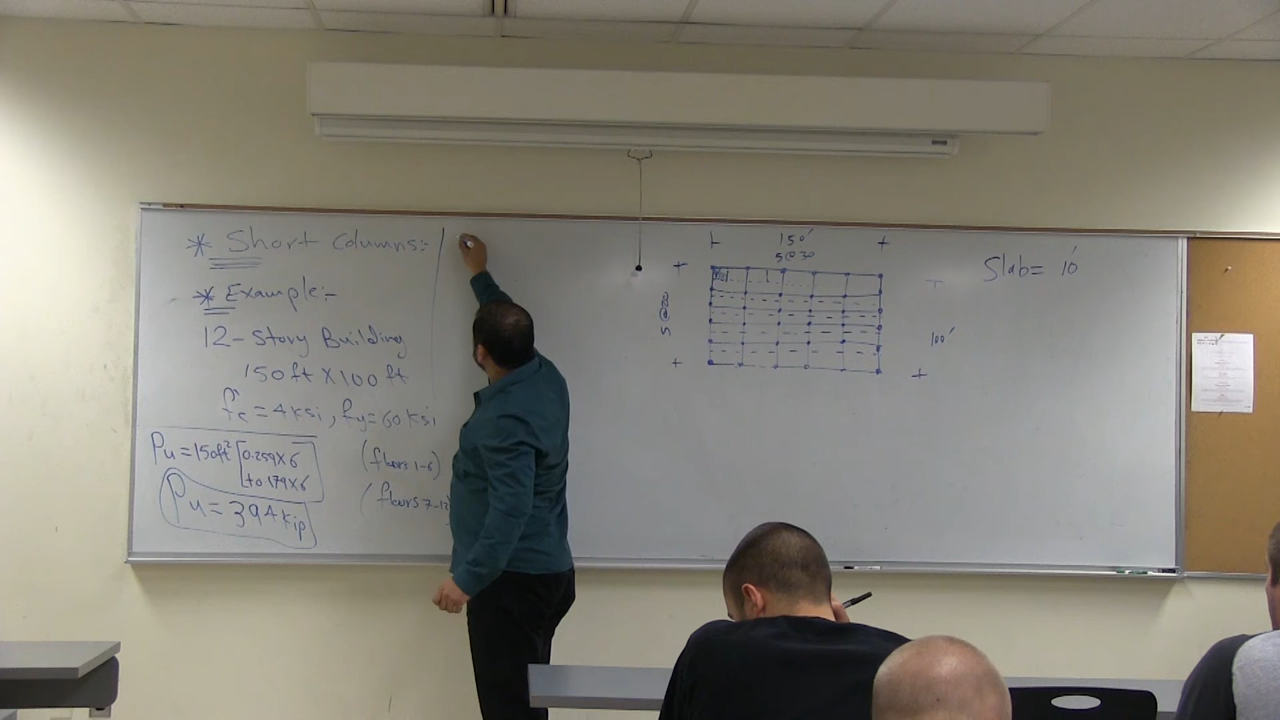 * Short Columns:-
* Example:-
12-Story Building
150ft X 100 ft
f'c = 4 ksi, fy = 60 ksi
Pu = 150ft² [0.259X6 (floors 1-6)
to 0.179X6 (floors 7-12
Pu = 394 kip
150'
5@30
5@20
100'
Slab = 10'